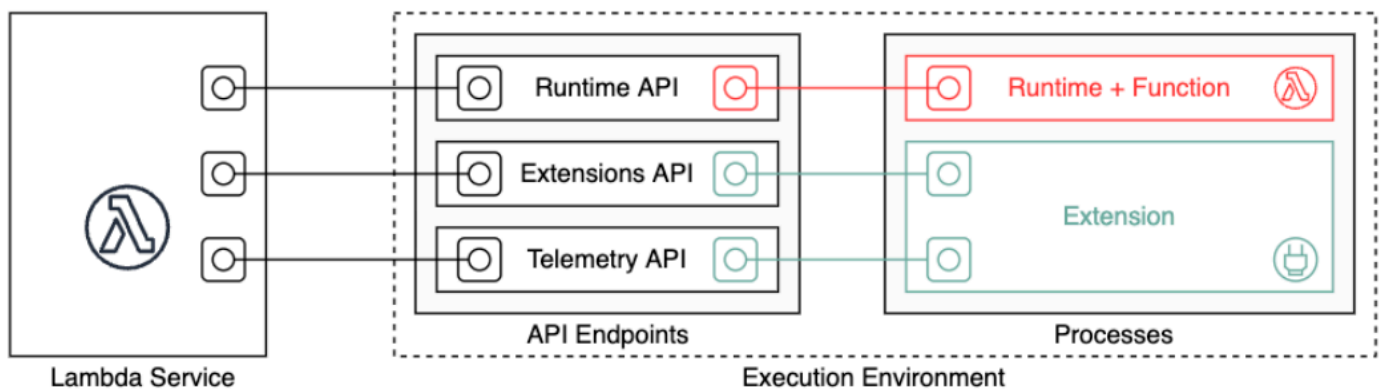 Runtime API
Runtime + Function
Extensions API
Extension
Telemetry API
API Endpoints
Processes
Lambda Service
Execution Environment